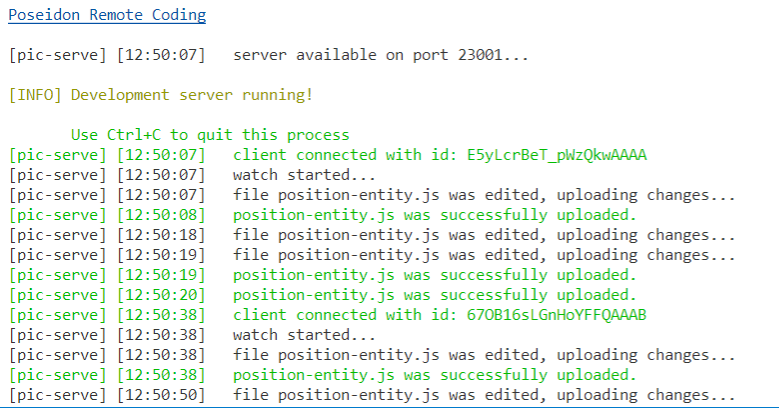 Poseidon Remote Coding
[pic-serve] [12:50:07] server available on port 23001...
[INFO] Development server running!
Use Ctrl+C to quit this process
[pic-serve] [12:50:07] client connected with id: E5yLcrBeT_pWzQkwAAAA
[pic-serve] [12:50:07] watch started...
[pic-serve] [12:50:07] file position-entity.js was edited, uploading changes...
[pic-serve] [12:50:08] position-entity.js was successfully uploaded.
[pic-serve] [12:50:18] file position-entity.js was edited, uploading changes...
[pic-serve] [12:50:19] file position-entity.js was edited, uploading changes...
[pic-serve] [12:50:19] position-entity.js was successfully uploaded.
[pic-serve] [12:50:20] position-entity.js was successfully uploaded.
[pic-serve] [12:50:38] client connected with id: 67OB16sLGnHoYFFQAAAB
[pic-serve] [12:50:38] watch started...
[pic-serve] [12:50:38] file position-entity.js was edited, uploading changes...
[pic-serve] [12:50:38] position-entity.js was successfully uploaded.
[pic-serve] [12:50:50] file position-entity.js was edited, uploading changes...